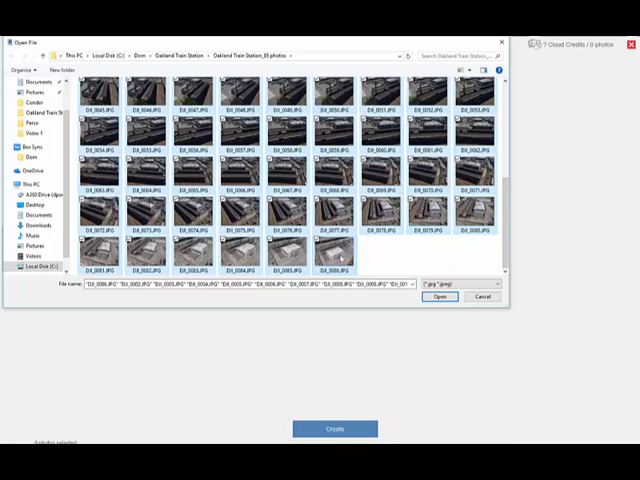 Open File
? Cloud Credits / 0 photos
This PC > Local Disk (C:) > Dom > Oakland Train Station > Oakland Train Station_85 photos >
Search Oakland Train Station_...
Organize
New folder
Documents
Pictures
Condor
Oakland Train St
Perso
Video 1
Box Sync
Dom
OneDrive
This PC
A360 Drive (dpo
Desktop
Documents
Downloads
Music
Pictures
Videos
Local Disk (C:)
DJI_0045.JPG DJI_0046.JPG DJI_0047.JPG DJI_0048.JPG DJI_0049.JPG DJI_0050.JPG DJI_0051.JPG DJI_0052.JPG DJI_0053.JPG
DJI_0054.JPG DJI_0055.JPG DJI_0056.JPG DJI_0057.JPG DJI_0058.JPG DJI_0059.JPG DJI_0060.JPG DJI_0061.JPG DJI_0062.JPG
DJI_0063.JPG DJI_0064.JPG DJI_0065.JPG DJI_0066.JPG DJI_0067.JPG DJI_0068.JPG DJI_0069.JPG DJI_0070.JPG DJI_0071.JPG
DJI_0072.JPG DJI_0073.JPG DJI_0074.JPG DJI_0075.JPG DJI_0076.JPG DJI_0077.JPG DJI_0078.JPG DJI_0079.JPG DJI_0080.JPG
DJI_0081.JPG DJI_0082.JPG DJI_0083.JPG DJI_0084.JPG DJI_0085.JPG DJI_0086.JPG
File name: "DJI_0086.JPG" "DJI_0002.JPG" "DJI_0003.JPG" "DJI_0004.JPG" "DJI_0005.JPG" "DJI_0006.JPG" "DJI_0007.JPG" "DJI_0008.JPG" "DJI_0009.JPG" "DJI_001
(*.jpg *.jpeg)
Open
Cancel
Create